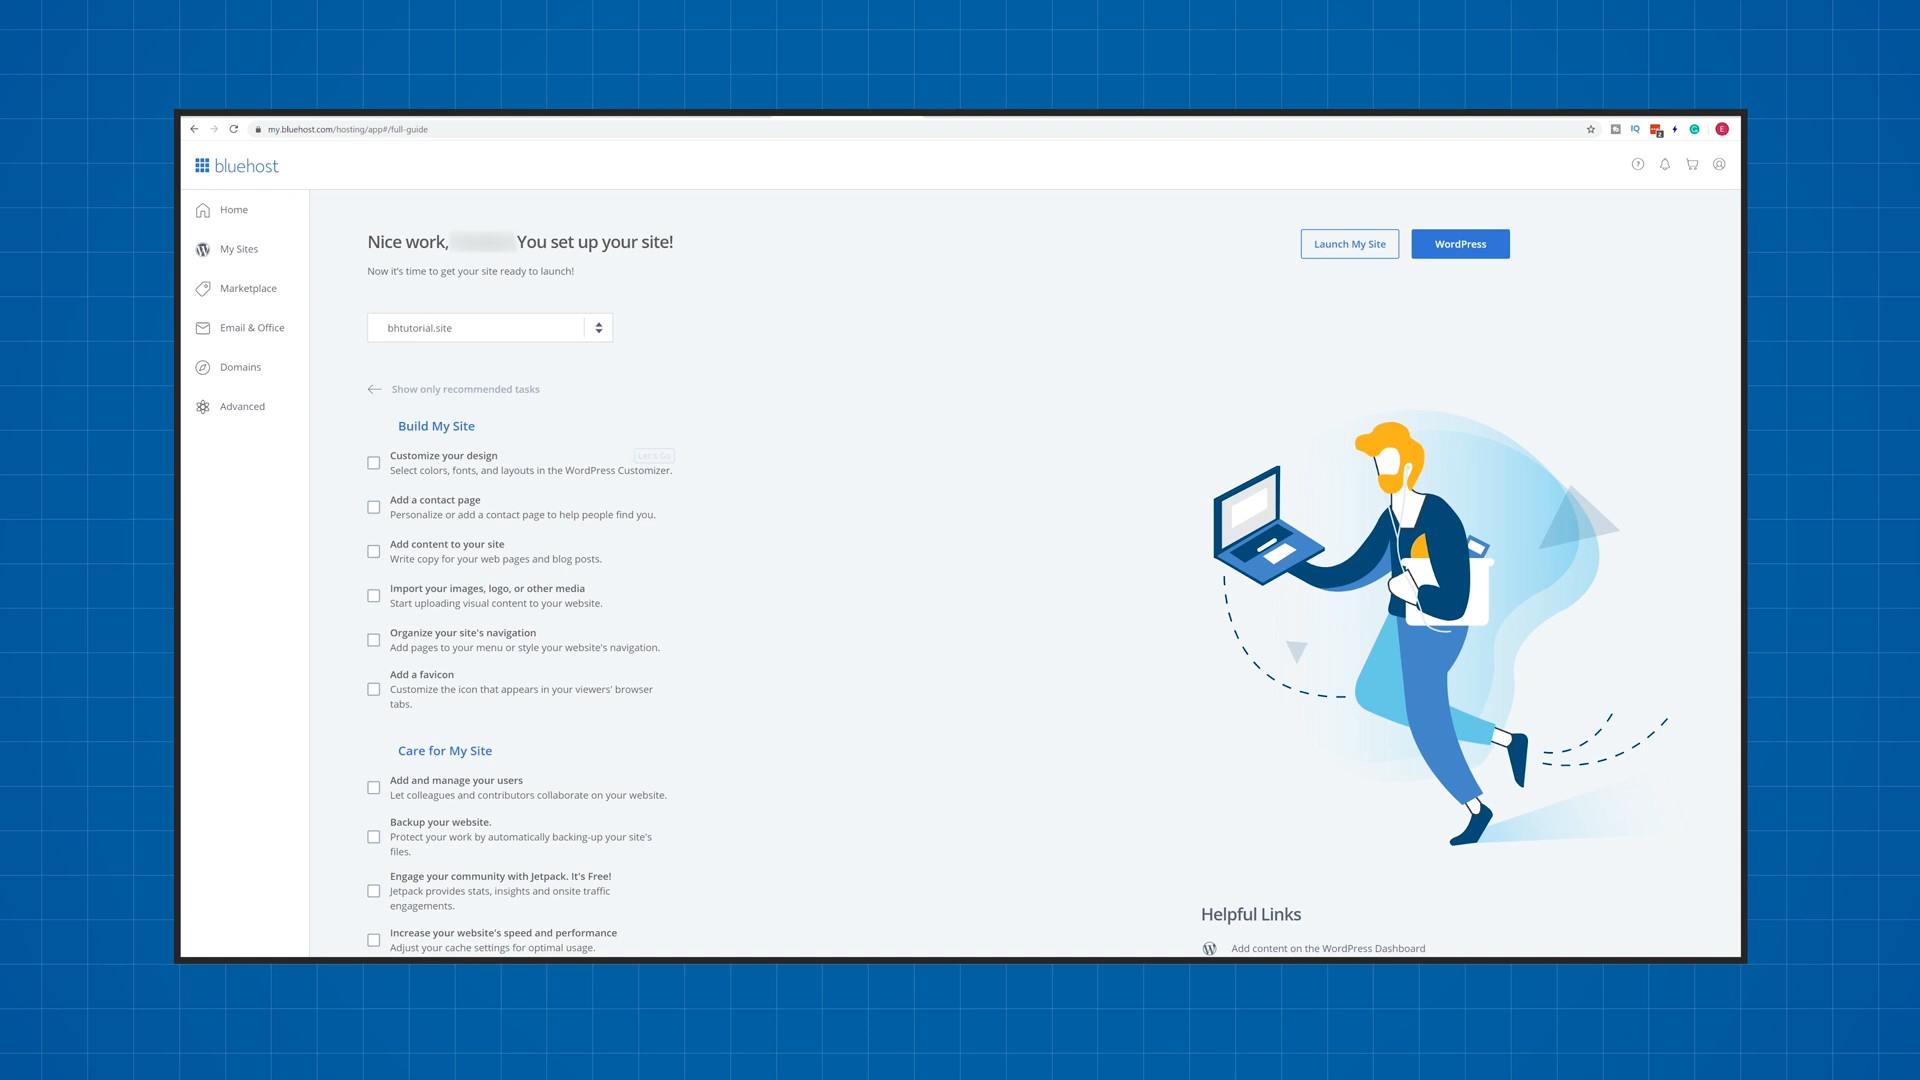 my.bluehost.com/hosting/app#/full-guide
IQ
2
E
bluehost
Home
My Sites
Marketplace
Email & Office
Domains
Advanced
Nice work, You set up your site!
Now it's time to get your site ready to launch!
Launch My Site
WordPress
bhtutorial.site
Show only recommended tasks
Build My Site
Customize your design
Let's Go
Select colors, fonts, and layouts in the WordPress Customizer.
Add a contact page
Personalize or add a contact page to help people find you.
Add content to your site
Write copy for your web pages and blog posts.
Import your images, logo, or other media
Start uploading visual content to your website.
Organize your site's navigation
Add pages to your menu or style your website's navigation.
Add a favicon
Customize the icon that appears in your viewers' browser
tabs.
Care for My Site
Add and manage your users
Let colleagues and contributors collaborate on your website.
Backup your website.
Protect your work by automatically backing-up your site's
files.
Engage your community with Jetpack. It's Free!
Jetpack provides stats, insights and onsite traffic
engagements.
Increase your website's speed and performance
Adjust your cache settings for optimal usage.
Helpful Links
Add content on the WordPress Dashboard